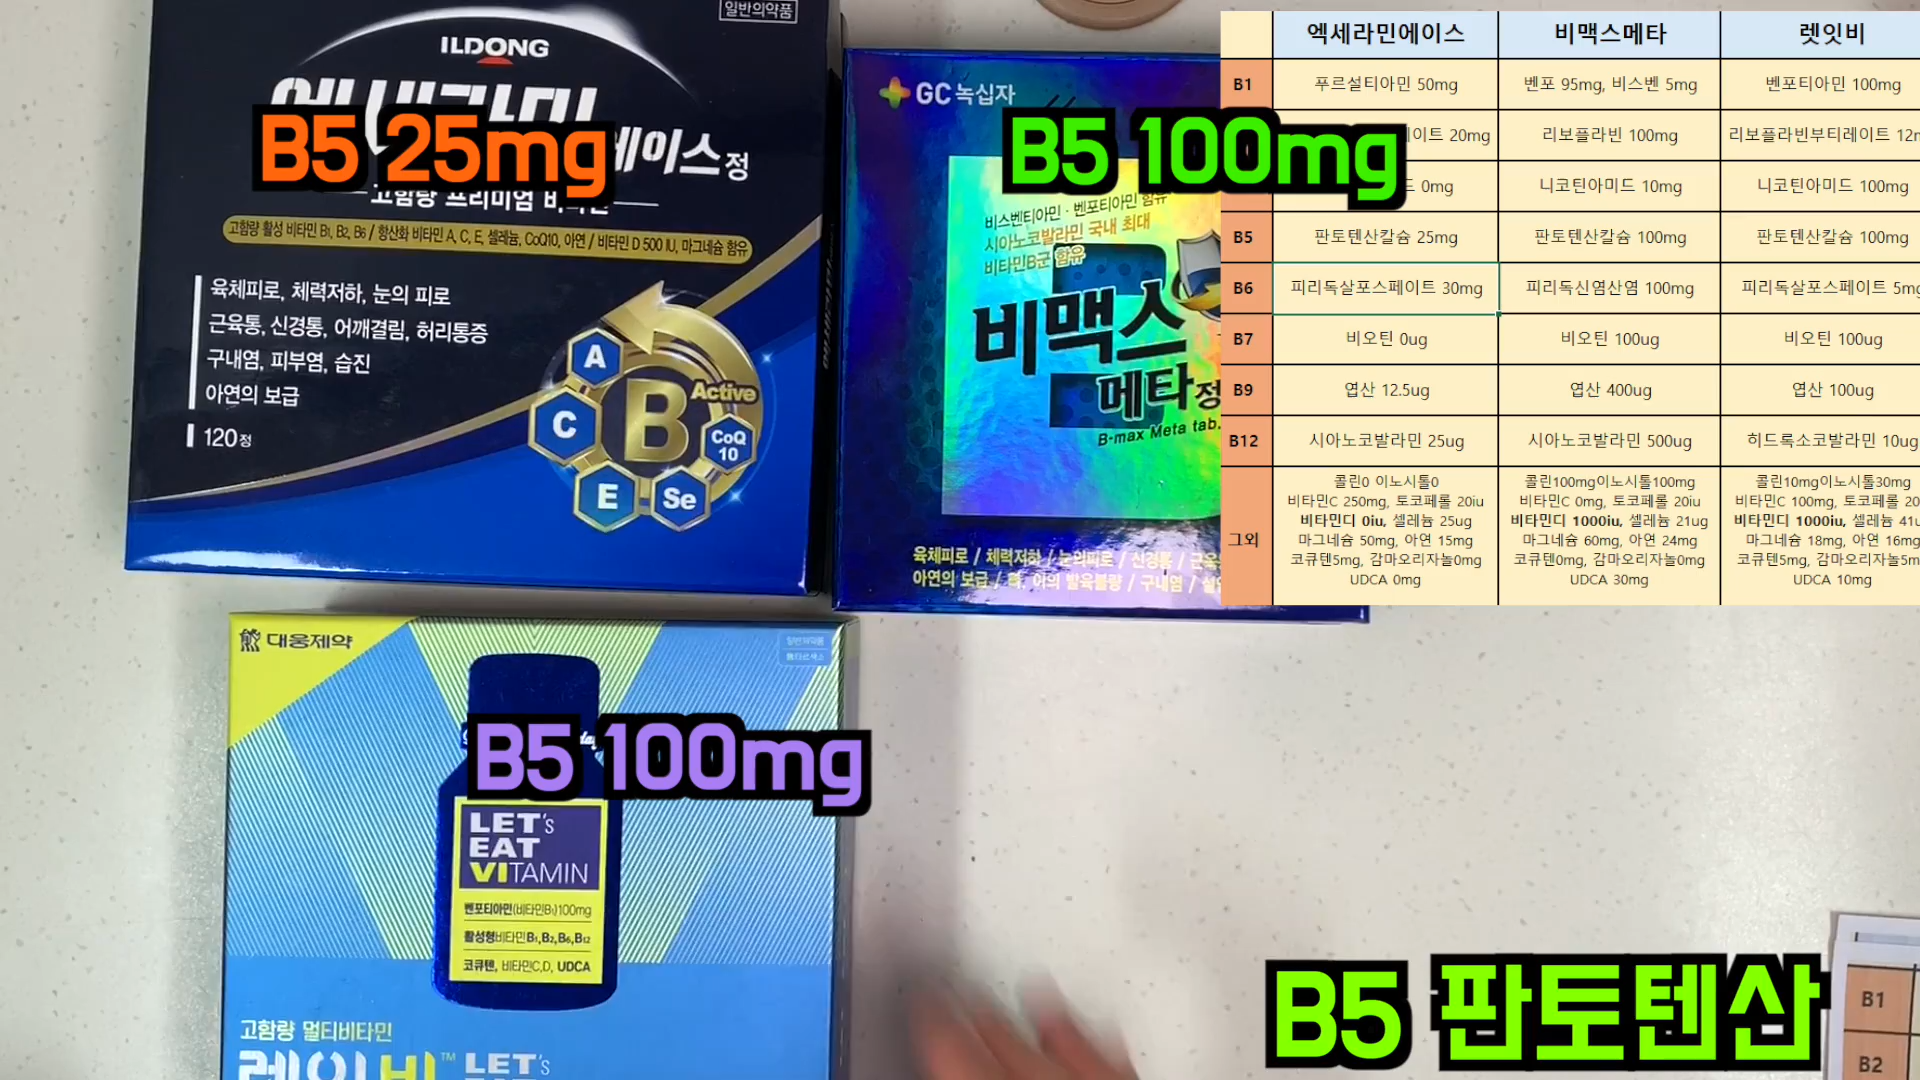 일반의약품
ILDONG
에이스정
B5 25mg
고함량 활성 비타민 B1, B2, B6 / 항산화 비타민 A, C, E, 셀레늄, CoQ10, 아연 / 비타민 D 500 IU, 마그네슘 함유
육체피로, 체력저하, 눈의 피로
근육통, 신경통, 어깨결림, 허리통증
구내염, 피부염, 습진
아연의 보급
120정
A
C
E
Se
CoQ
10
B
Active
GC 녹십자
B5 100mg
비스벤티아민 · 벤포티아민 함유
시아노코발라민 국내 최대
비타민B군 함유
비맥스
메타정
B-max Meta tab.
육체피로 / 체력저하 / 눈의피로 / 신경통 /
아연의 보급 / 구내염 /
엑세라민에이스 비맥스메타 렛잇비
B1 푸르설티아민 50mg 벤포 95mg, 비스벤 5mg 벤포티아민 100mg
이트 20mg 리보플라빈 100mg 리보플라빈부티레이트 12m
드 0mg 니코틴아미드 10mg 니코틴아미드 100mg
B5 판토텐산칼슘 25mg 판토텐산칼슘 100mg 판토텐산칼슘 100mg
B6 피리독살포스페이트 30mg 피리독신염산염 100mg 피리독살포스페이트 5mg
B7 비오틴 0ug 비오틴 100ug 비오틴 100ug
B9 엽산 12.5ug 엽산 400ug 엽산 100ug
B12 시아노코발라민 25ug 시아노코발라민 500ug 히드록소코발라민 10ug
그외
콜린0 이노시톨0 콜린100mg이노시톨100mg 콜린10mg이노시톨30mg
비타민C 250mg, 토코페롤 20iu 비타민C 0mg, 토코페롤 20iu 비타민C 100mg, 토코페롤 20
비타민디 0iu, 셀레늄 25ug 비타민디 1000iu, 셀레늄 21ug 비타민디 1000iu, 셀레늄 41u
마그네슘 50mg, 아연 15mg 마그네슘 60mg, 아연 24mg 마그네슘 18mg, 아연 16mg
코큐텐5mg, 감마오리자놀0mg 코큐텐0mg, 감마오리자놀0mg 코큐텐5mg, 감마오리자놀5m
UDCA 0mg UDCA 30mg UDCA 10mg
대웅제약
일반의약품
B5 100mg
LET's
EAT
VITAMIN
벤포티아민(비타민B1)100mg
활성형비타민B1,B2,B6,B12
코큐텐, 비타민C,D, UDCA
고함량 멀티비타민
렛잇비™ LET's
B5 판토텐산
B1
B2